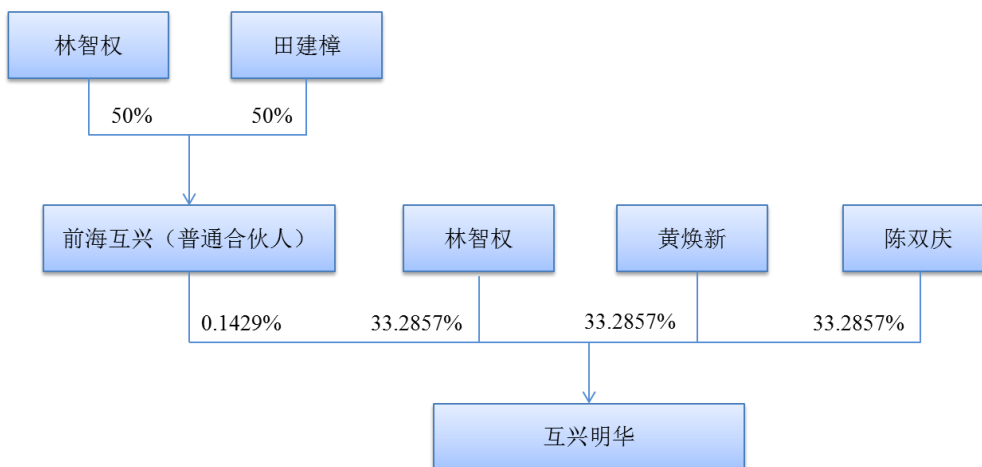 林智权
田建樟
50%
50%
前海互兴（普通合伙人）
林智权
黄焕新
陈双庆
0.1429%
33.2857%
33.2857%
33.2857%
互兴明华